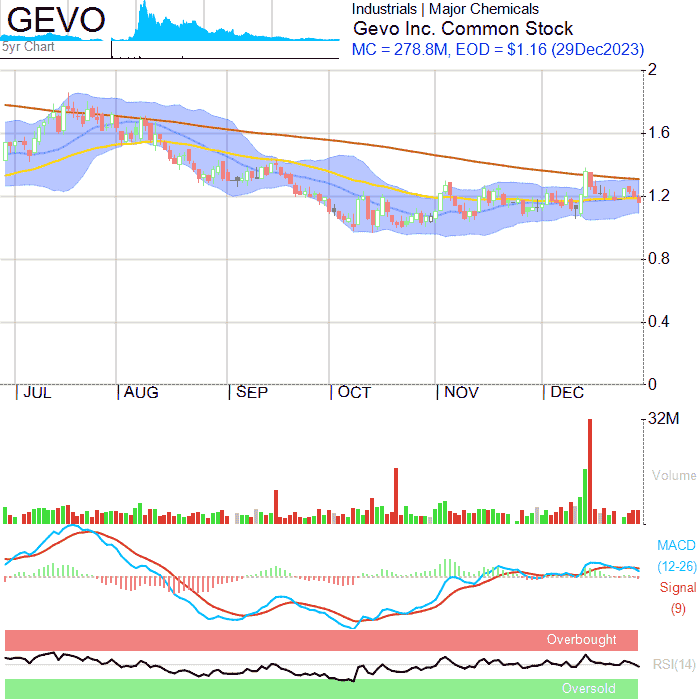 GEVO
5yr Chart
Industrials | Major Chemicals
Gevo Inc. Common Stock
MC = 278.8M, EOD = $1.16 (29Dec2023)
2
1.6
1.2
0.8
0.4
0
JUL AUG SEP OCT NOV DEC
32M
Volume
MACD
(12-26)
Signal
(9)
Overbought
RSI(14)
Oversold